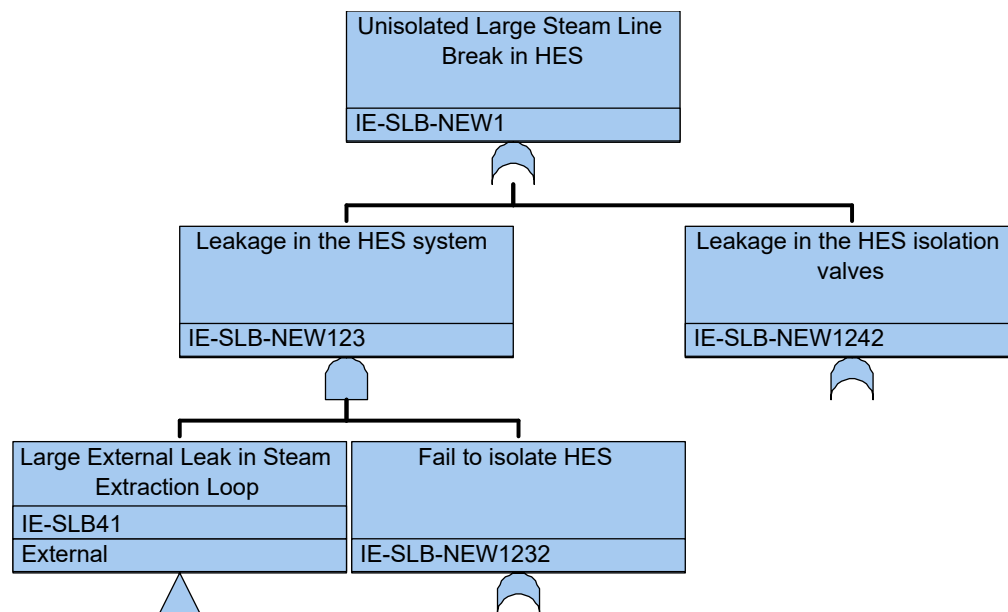 Unisolated Large Steam Line
Break in HES
IE-SLB-NEW1
Leakage in the HES system
IE-SLB-NEW123
Leakage in the HES isolation
valves
IE-SLB-NEW1242
Large External Leak in Steam
Extraction Loop
IE-SLB41
External
Fail to isolate HES
IE-SLB-NEW1232